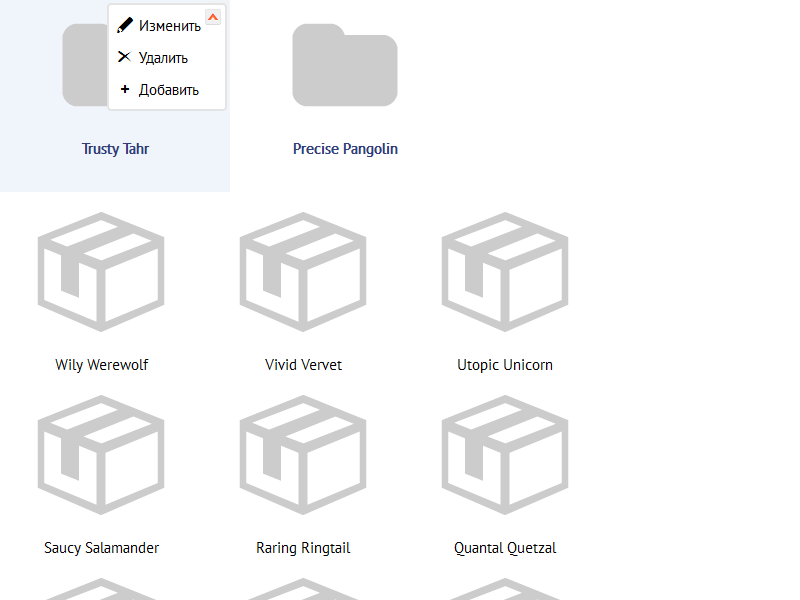 Изменить
Удалить
Добавить
Trusty Tahr
Precise Pangolin
Wily Werewolf
Vivid Vervet
Utopic Unicorn
Saucy Salamander
Raring Ringtail
Quantal Quetzal